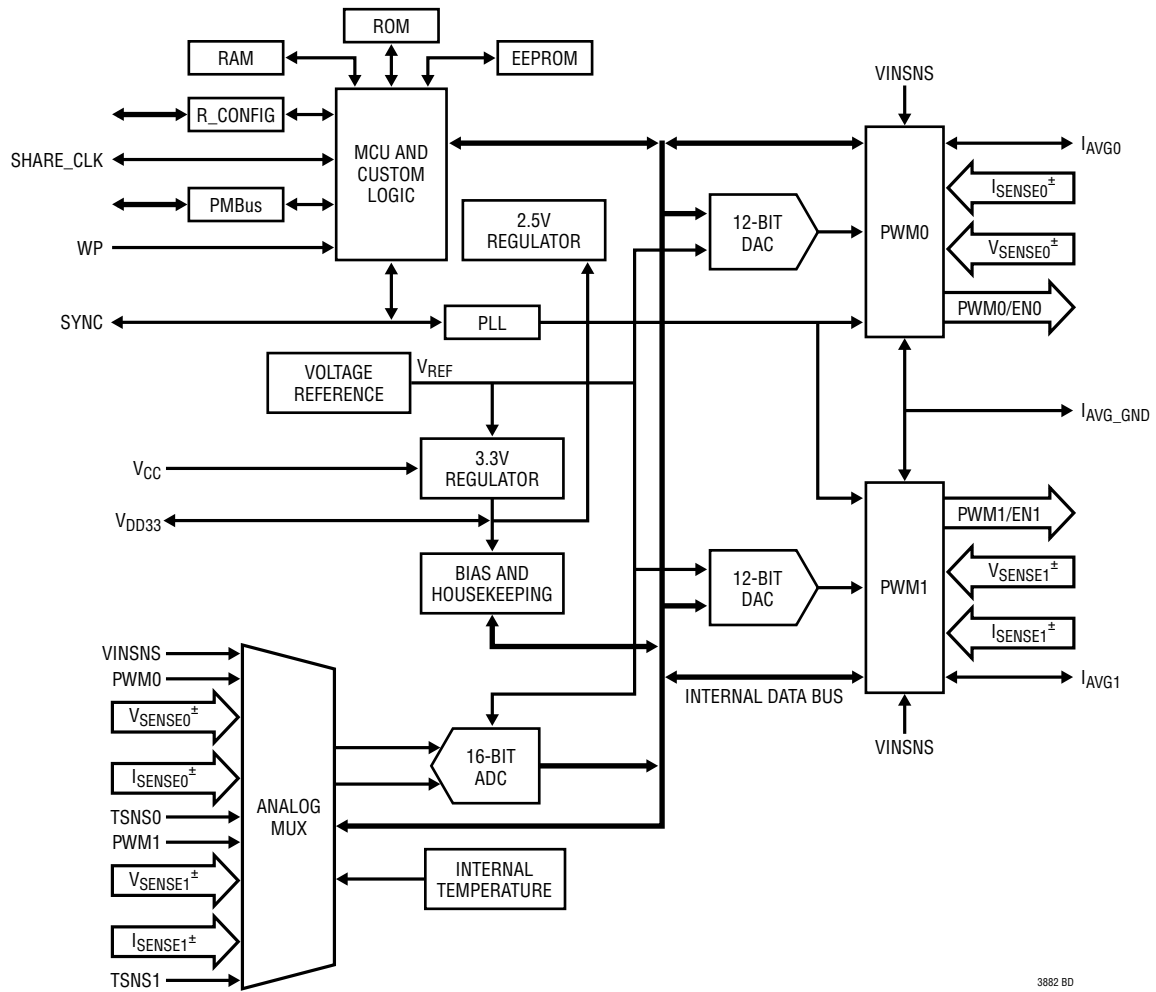 ROM
RAM
EEPROM
R_CONFIG
SHARE_CLK
PMBus
WP
MCU AND
CUSTOM
LOGIC
2.5V
REGULATOR
SYNC
PLL
VOLTAGE
REFERENCE
VREF
VCC
3.3V
REGULATOR
VDD33
BIAS AND
HOUSEKEEPING
12-BIT
DAC
VINSNS
PWM0
IAVG0
ISENSE0±
VSENSE0±
PWM0/EN0
IAVG_GND
12-BIT
DAC
PWM1
PWM1/EN1
VSENSE1±
ISENSE1±
IAVG1
INTERNAL DATA BUS
VINSNS
VINSNS
PWM0
VSENSE0±
ISENSE0±
TSNS0
PWM1
VSENSE1±
ISENSE1±
TSNS1
ANALOG
MUX
16-BIT
ADC
INTERNAL
TEMPERATURE
3882 BD